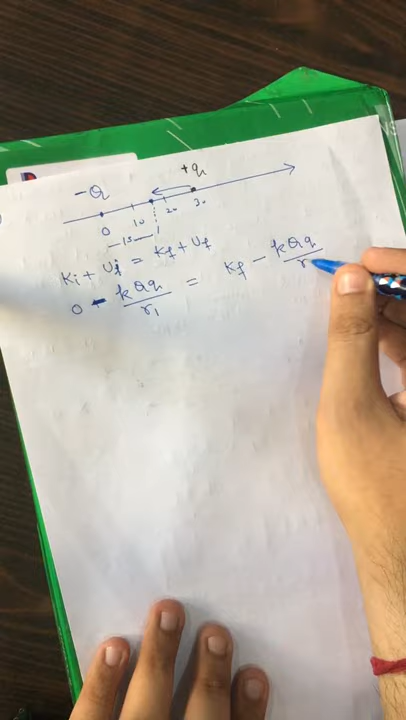 -Q +q
0 10 20 30
-15-
Ki + Ui = Kf + Uf
0 - kQq/r1 = Kf - kQq/r